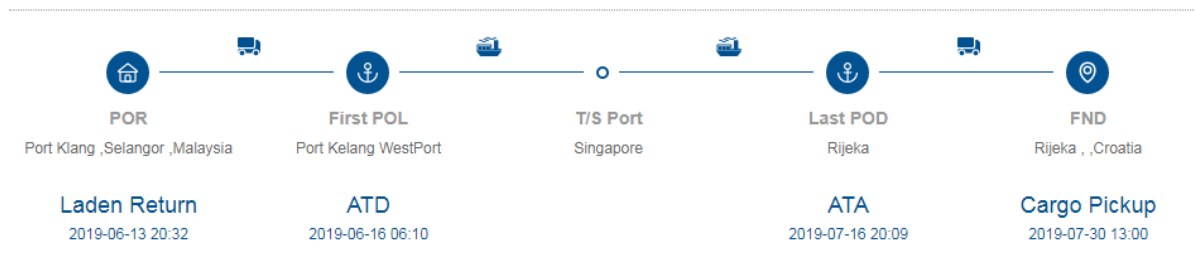 POR First POL T/S Port Last POD FND
Port Klang ,Selangor ,Malaysia Port Kelang WestPort Singapore Rijeka Rijeka , ,Croatia
Laden Return ATD ATA Cargo Pickup
2019-06-13 20:32 2019-06-16 06:10 2019-07-16 20:09 2019-07-30 13:00